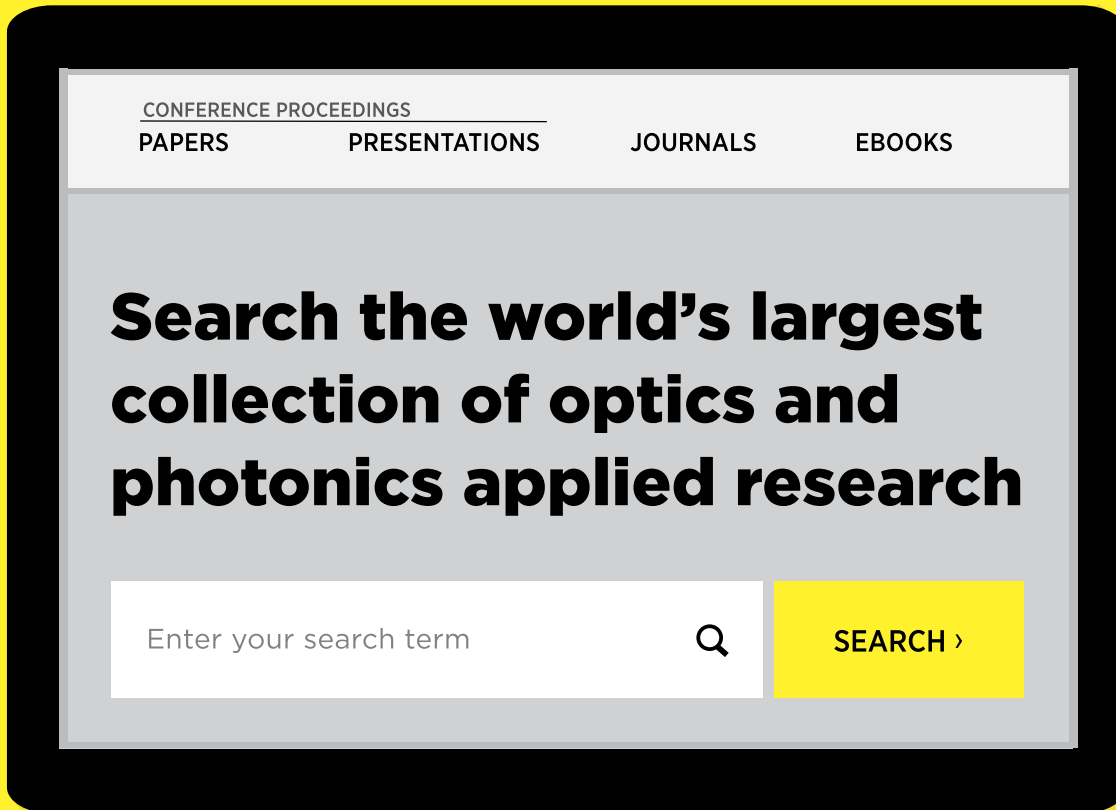 CONFERENCE PROCEEDINGS
PAPERS PRESENTATIONS JOURNALS EBOOKS
Search the world’s largest
collection of optics and
photonics applied research
Enter your search term SEARCH ›